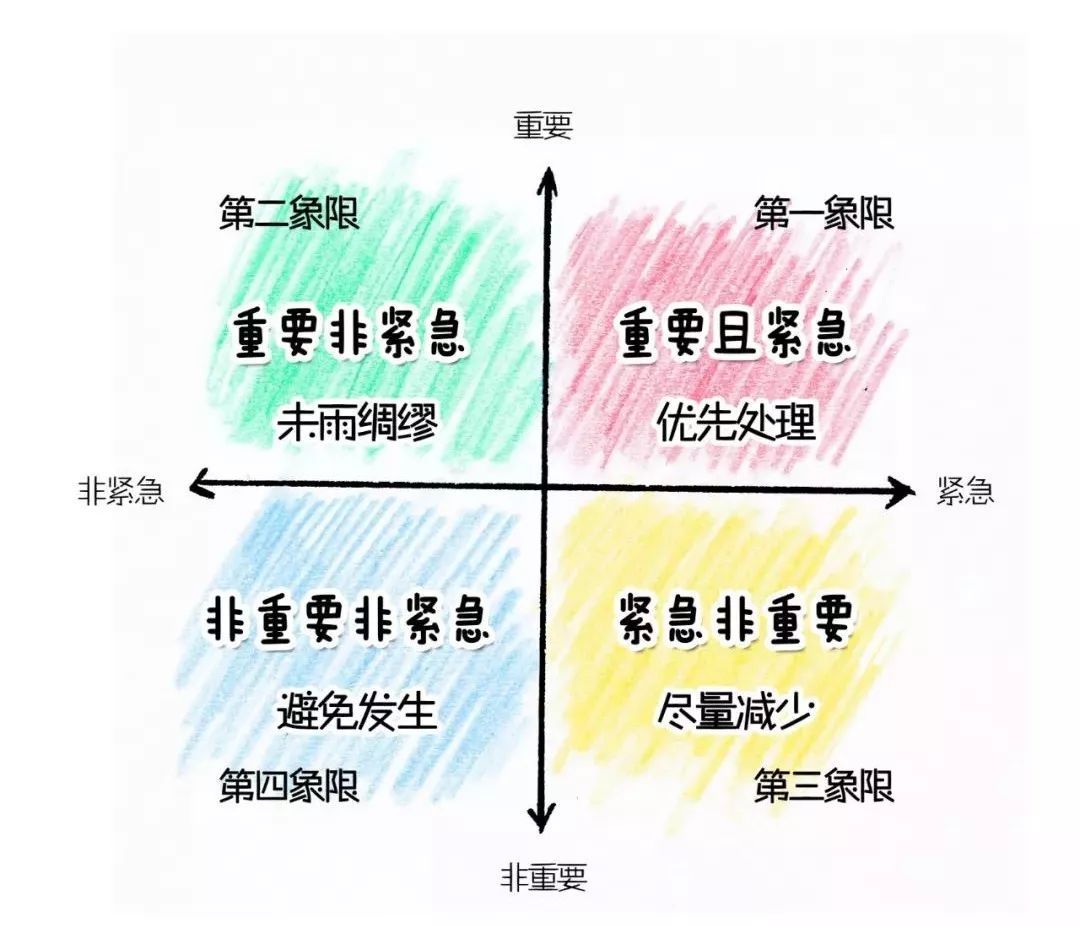 重要
第二象限
第一象限
重要非紧急
重要且紧急
未雨绸缪
优先处理
非紧急
紧急
非重要非紧急
紧急非重要
避免发生
尽量减少
第四象限
第三象限
非重要